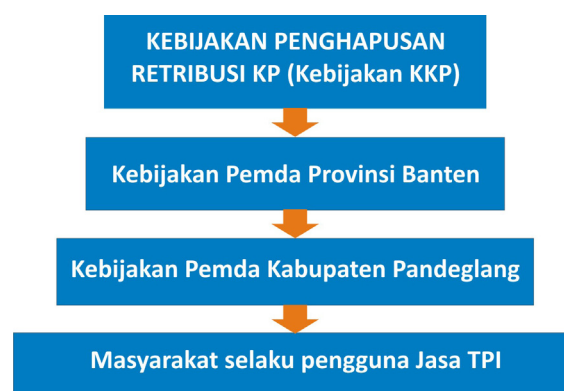 KEBIJAKAN PENGHAPUSAN
RETRIBUSI KP (Kebijakan KKP)
Kebijakan Pemda Provinsi Banten
Kebijakan Pemda Kabupaten Pandeglang
Masyarakat selaku pengguna Jasa TPI